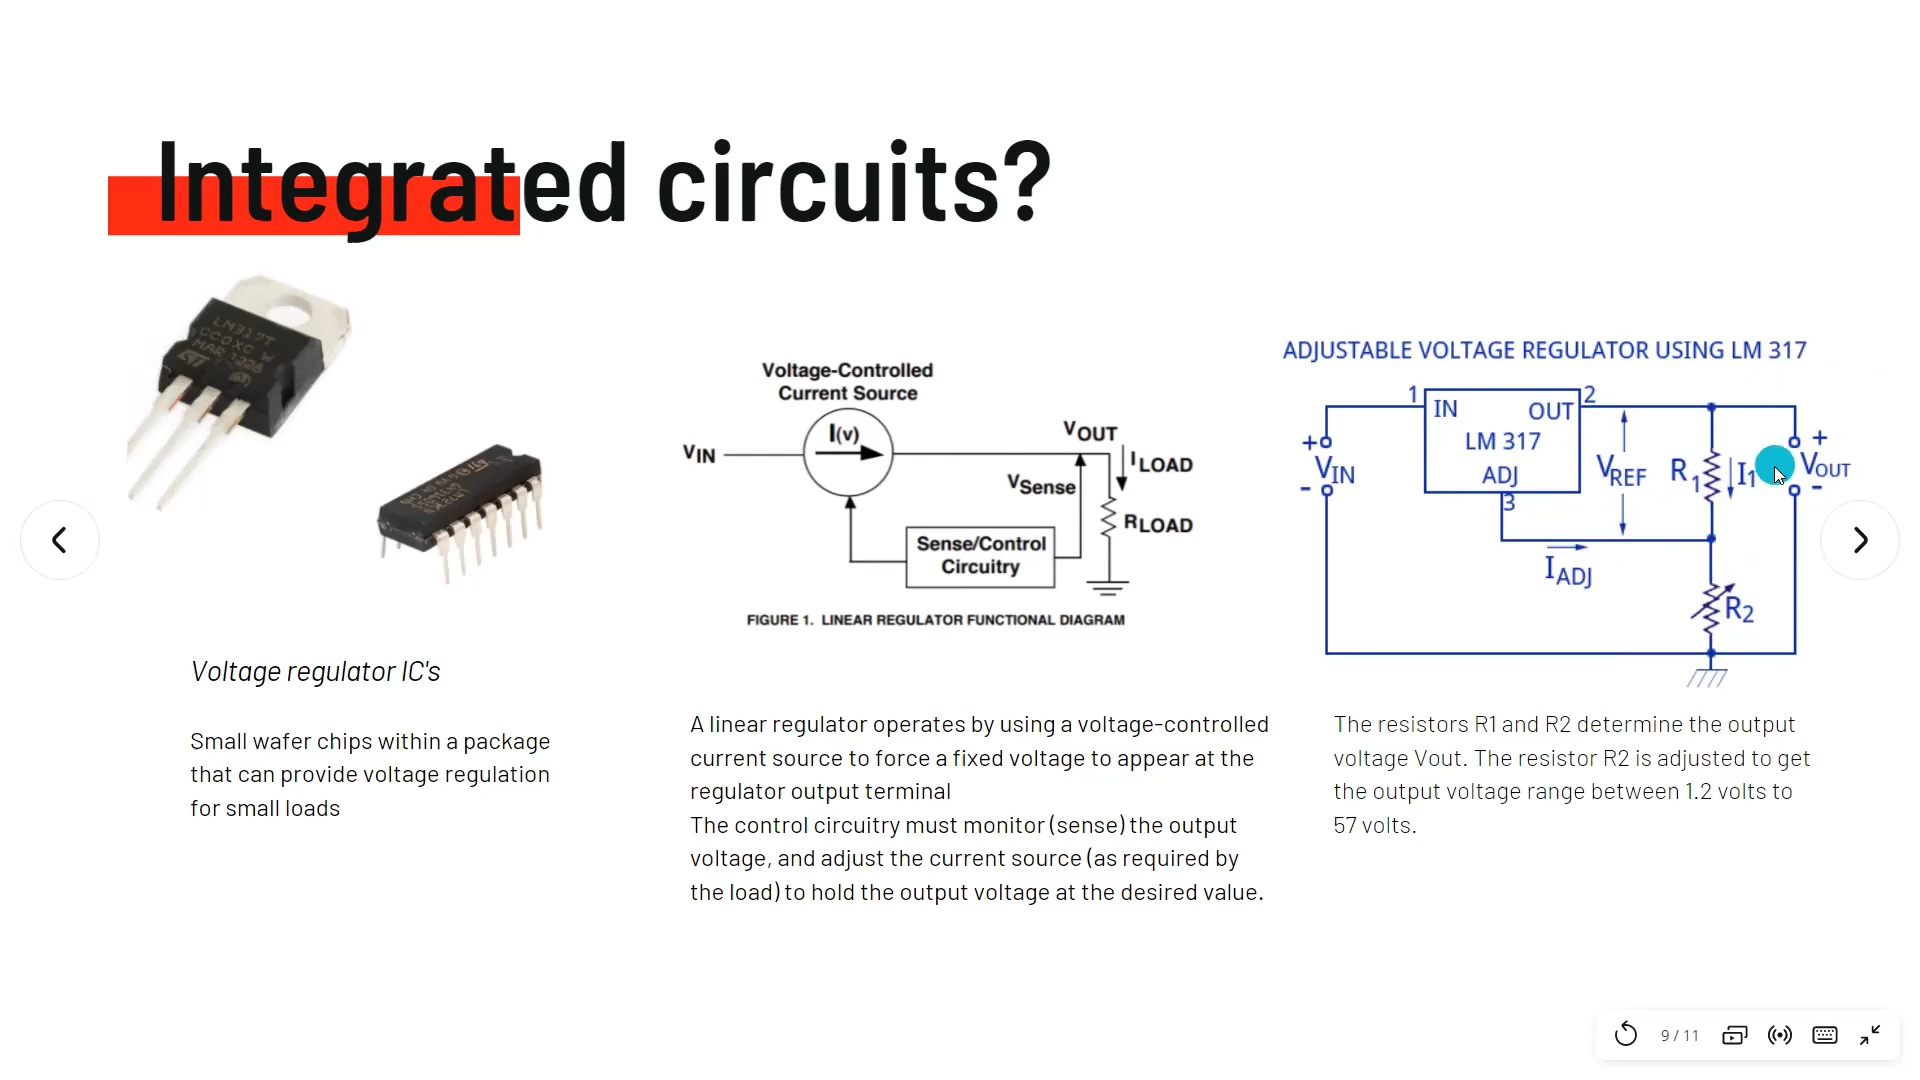 Integrated circuits?
LM317T
CC0XC W
MAR
ST
Voltage regulator IC's
Small wafer chips within a package
that can provide voltage regulation
for small loads
Voltage-Controlled
Current Source
I(v)
VIN
VOUT
ILOAD
VSense
RLOAD
Sense/Control
Circuitry
FIGURE 1. LINEAR REGULATOR FUNCTIONAL DIAGRAM
A linear regulator operates by using a voltage-controlled
current source to force a fixed voltage to appear at the
regulator output terminal
The control circuitry must monitor (sense) the output
voltage, and adjust the current source (as required by
the load) to hold the output voltage at the desired value.
ADJUSTABLE VOLTAGE REGULATOR USING LM 317
1
IN
OUT
2
LM 317
ADJ
3
+
VIN
-
VREF
R1
I1
+
VOUT
-
IADJ
R2
The resistors R1 and R2 determine the output
voltage Vout. The resistor R2 is adjusted to get
the output voltage range between 1.2 volts to
57 volts.
9 / 11